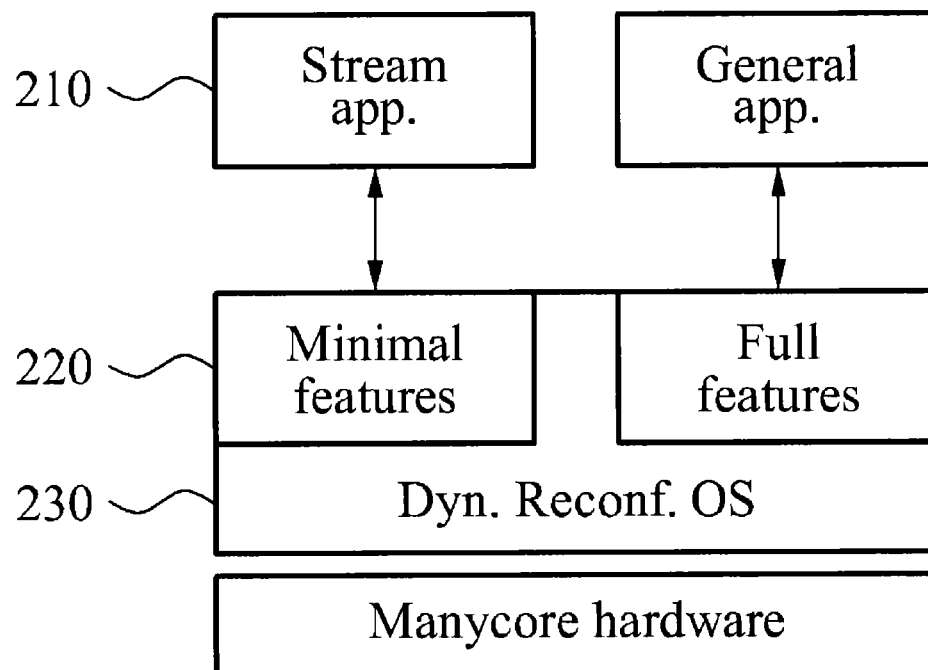 210
Stream
app.
General
app.
220
Minimal
features
Full
features
230
Dyn. Reconf. OS
Manycore hardware